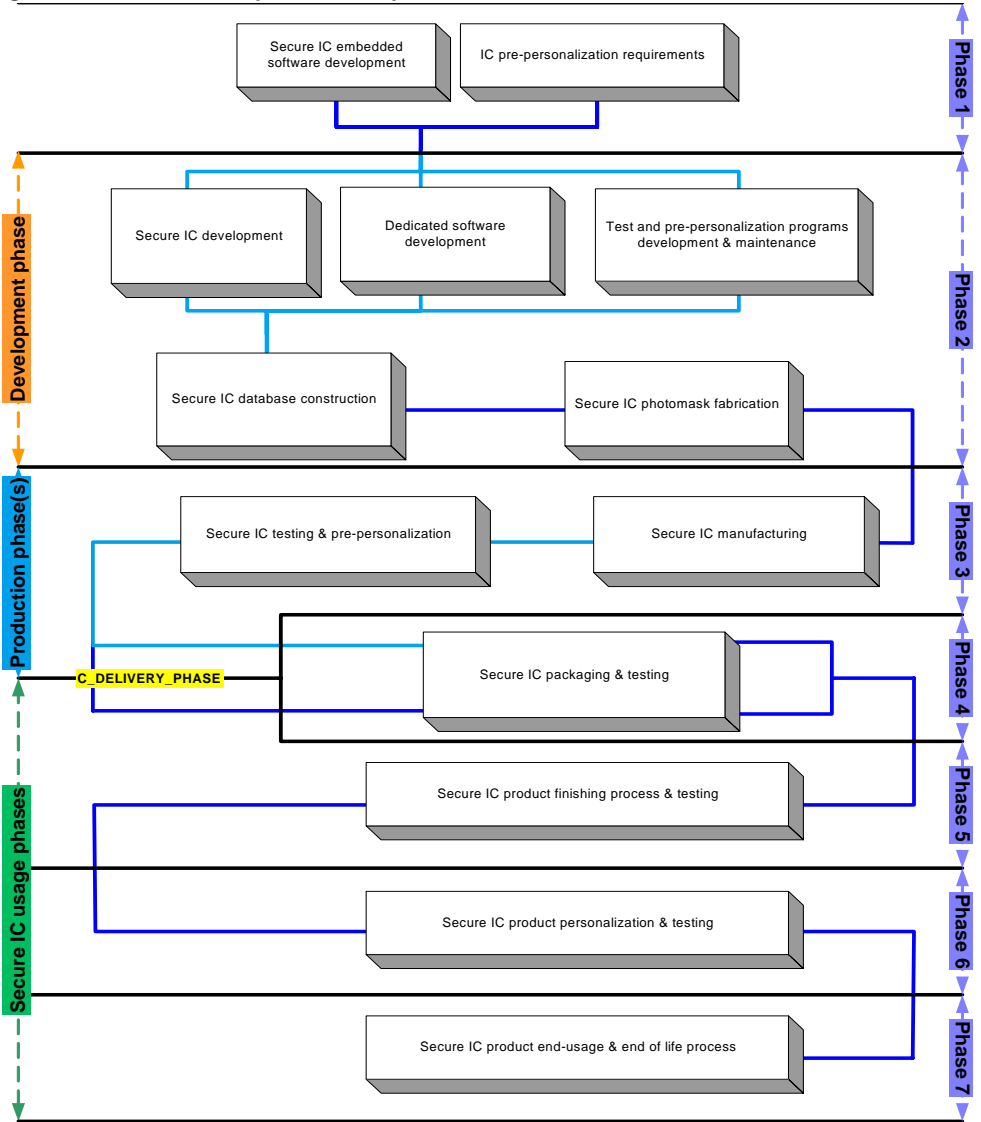 Secure IC embedded
software development
IC pre-personalization requirements
Phase 1
Development phase
Secure IC development
Dedicated software
development
Test and pre-personalization programs
development & maintenance
Phase 2
Secure IC database construction
Secure IC photomask fabrication
Production phase(s)
Secure IC testing & pre-personalization
Secure IC manufacturing
Phase 3
C_DELIVERY_PHASE
Secure IC packaging & testing
Phase 4
Secure IC usage phases
Secure IC product finishing process & testing
Phase 5
Secure IC product personalization & testing
Phase 6
Secure IC product end-usage & end of life process
Phase 7